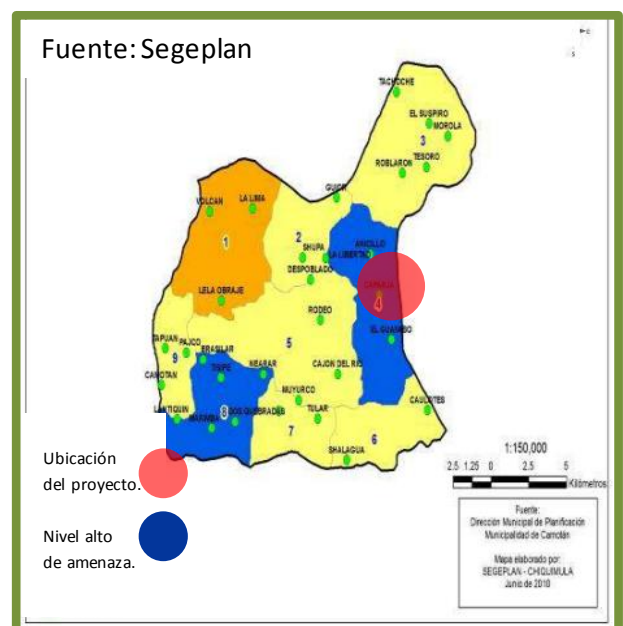 Fuente: Segeplan
TACHOCHE
EL SUSPIRO
MOROLA
3
TESORO
ROBLARON
GUIOR
VOLCAN
LA LIMA
1
2
SHUPA
LA LIBERTAD
DESPOBLADO
4
LELA OBRAJE
RODEO
EL GUAYABO
5
TAPUAN
PAJCO
9
BRASILAR
CAMOTAN
TISIPE
NEARAR
CAJON DEL RIO
MUYURCO
CAULOTES
LANTIQUIN
MARIMBA
8
DOS QUEBRADAS
TULAR
7
6
SHALAGUA
1:150,000
2.5 1.25 0 2.5 5
Kilómetros
Ubicación
del proyecto.
Nivel alto
de amenaza.
Fuente:
Dirección Municipal de Planificación
Municipalidad de Camotán
Mapa elaborado por:
SEGEPLAN - CHIQUIMULA
Junio de 2010